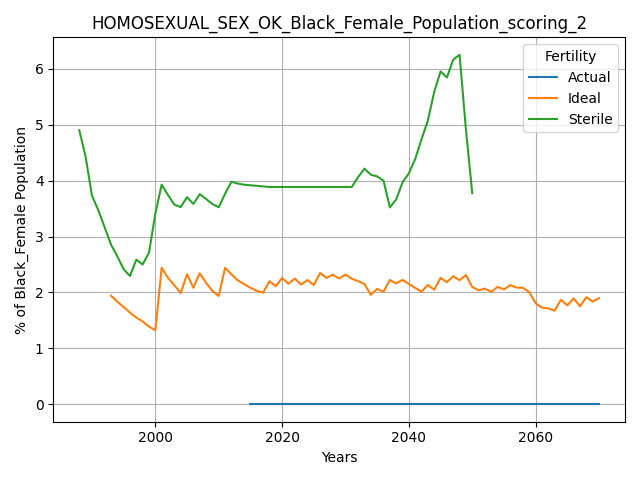 HOMOSEXUAL_SEX_OK_Black_Female_Population_scoring_2
Fertility
Actual
Ideal
Sterile
% of Black_Female Population
6
5
4
3
2
1
0
2000 2020 2040 2060
Years